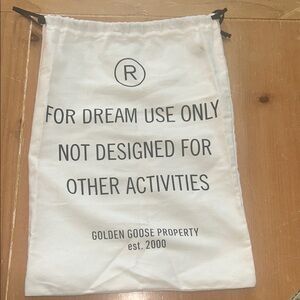 ®
FOR DREAM USE ONLY
NOT DESIGNED FOR
OTHER ACTIVITIES
GOLDEN GOOSE PROPERTY
est. 2000